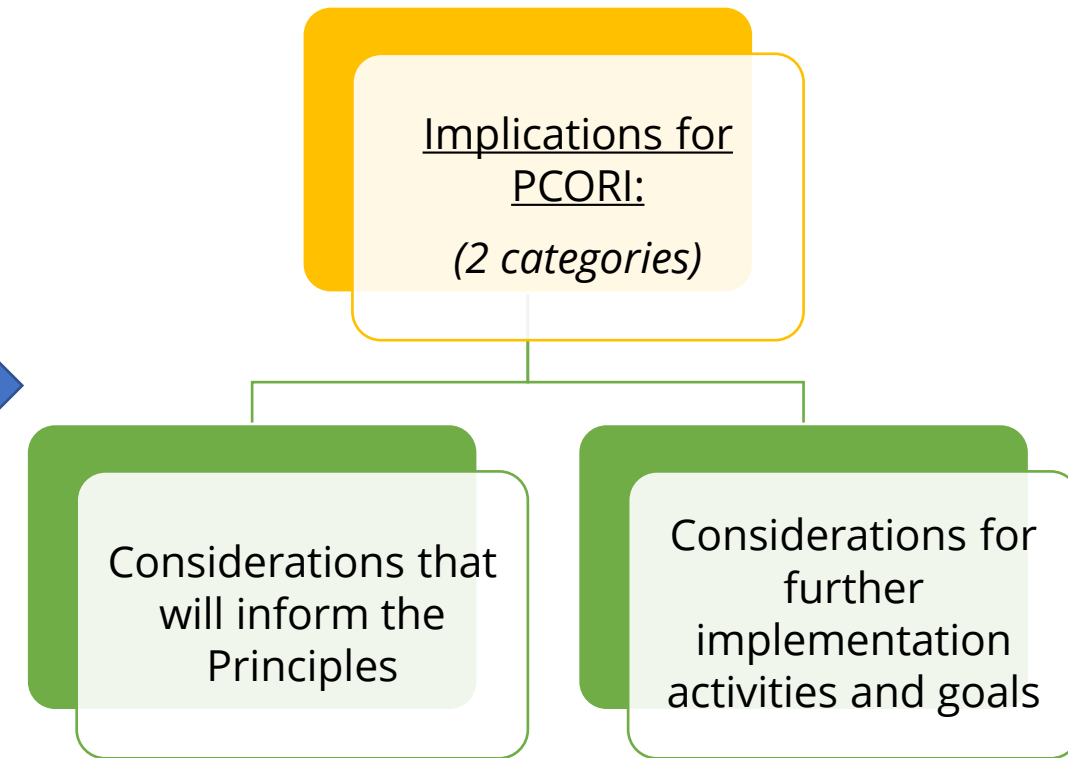 Implications for
PCORI:
(2 categories)
Considerations that
will inform the
Principles
Considerations for
further
implementation
activities and goals